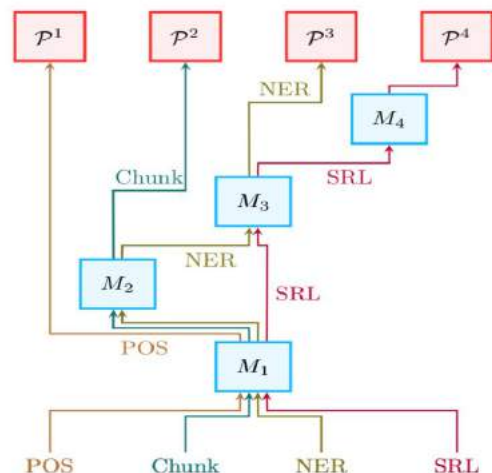 𝒫¹ 𝒫² 𝒫³ 𝒫⁴
NER
M₄
Chunk
SRL
M₃
NER
M₂
SRL
POS
M₁
POS Chunk NER SRL